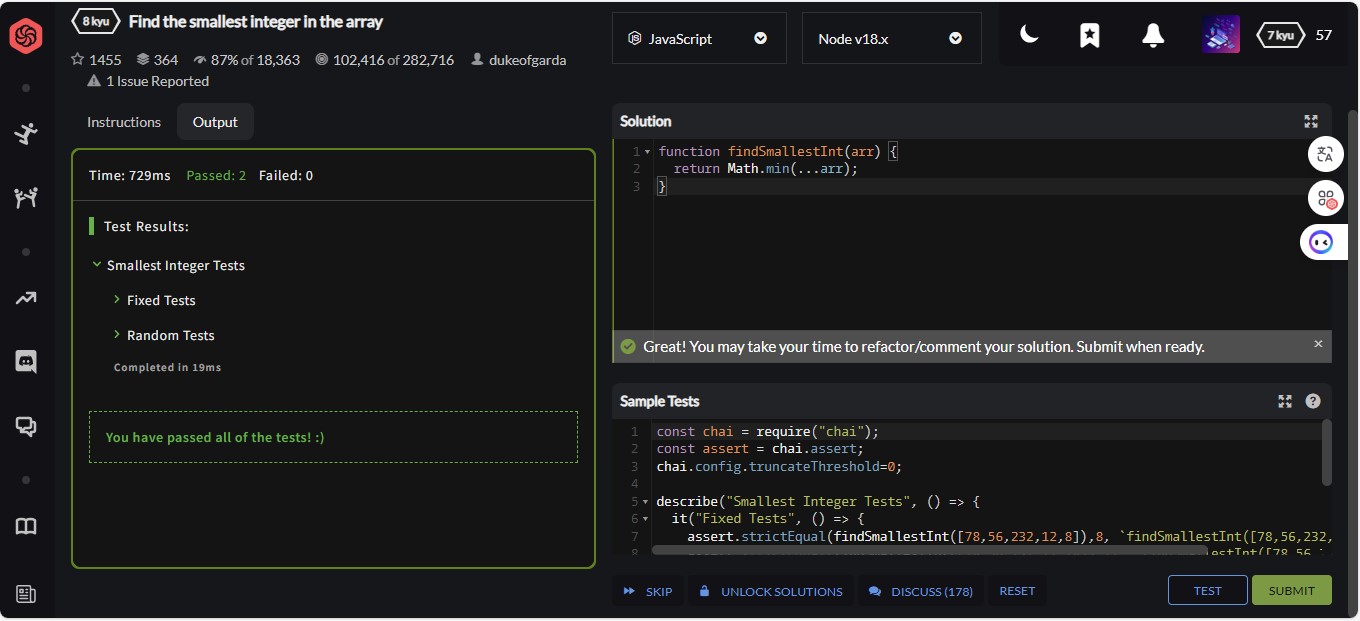 8 kyu Find the smallest integer in the array
1455 364 87% of 18,363 102,416 of 282,716 dukeofgarda
1 Issue Reported
JavaScript
Node v18.x
7 kyu 57
Instructions Output
Time: 729ms Passed: 2 Failed: 0
Test Results:
Smallest Integer Tests
Fixed Tests
Random Tests
Completed in 19ms
You have passed all of the tests! :)
Solution
1 function findSmallestInt(arr) {
2 return Math.min(...arr);
3 }
Great! You may take your time to refactor/comment your solution. Submit when ready.
Sample Tests
1 const chai = require("chai");
2 const assert = chai.assert;
3 chai.config.truncateThreshold=0;
4
5 describe("Smallest Integer Tests", () => {
6 it("Fixed Tests", () => {
7 assert.strictEqual(findSmallestInt([78,56,232,12,8]),8, `findSmallestInt([78,56,232,
8
SKIP UNLOCK SOLUTIONS DISCUSS (178) RESET TEST SUBMIT